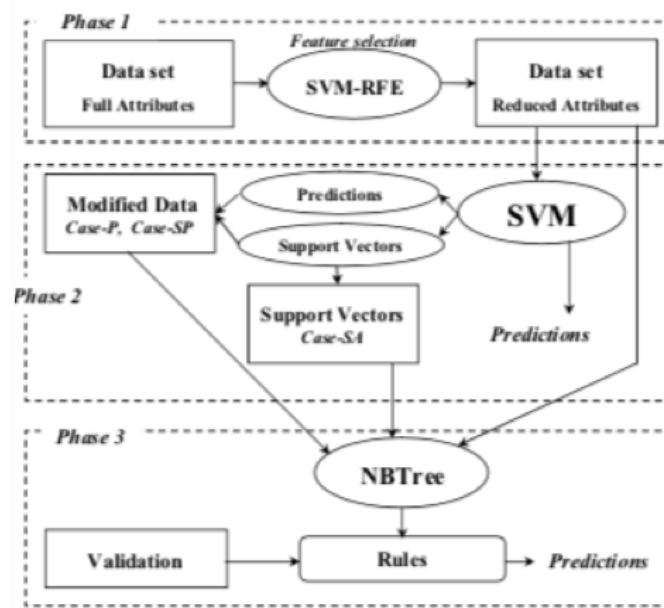 Phase 1
Feature selection
Data set
Full Attributes
SVM-RFE
Data set
Reduced Attributes
Modified Data
Case-P, Case-SP
Predictions
Support Vectors
SVM
Phase 2
Support Vectors
Case-SA
Predictions
Phase 3
NBTree
Validation
Rules
Predictions